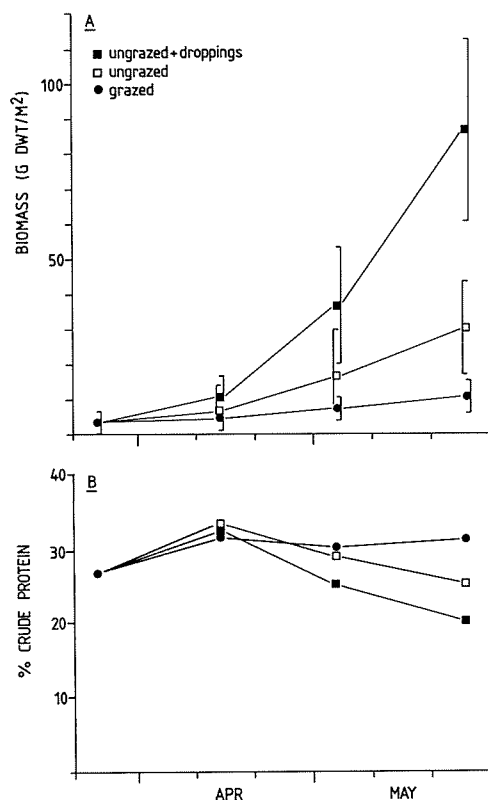 A
ungrazed+droppings
ungrazed
grazed
100
50
BIOMASS (G DWT/M²)
B
40
30
20
10
% CRUDE PROTEIN
APR MAY